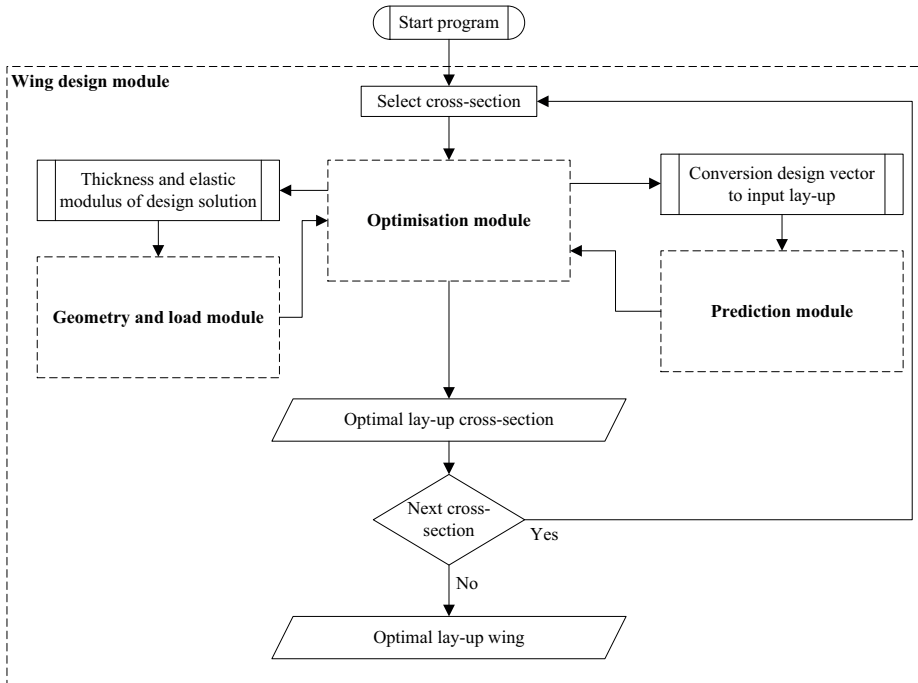 Start program
Wing design module
Select cross-section
Thickness and elastic
modulus of design solution
Optimisation module
Conversion design vector
to input lay-up
Geometry and load module
Prediction module
Optimal lay-up cross-section
Next cross-
section
Yes
No
Optimal lay-up wing